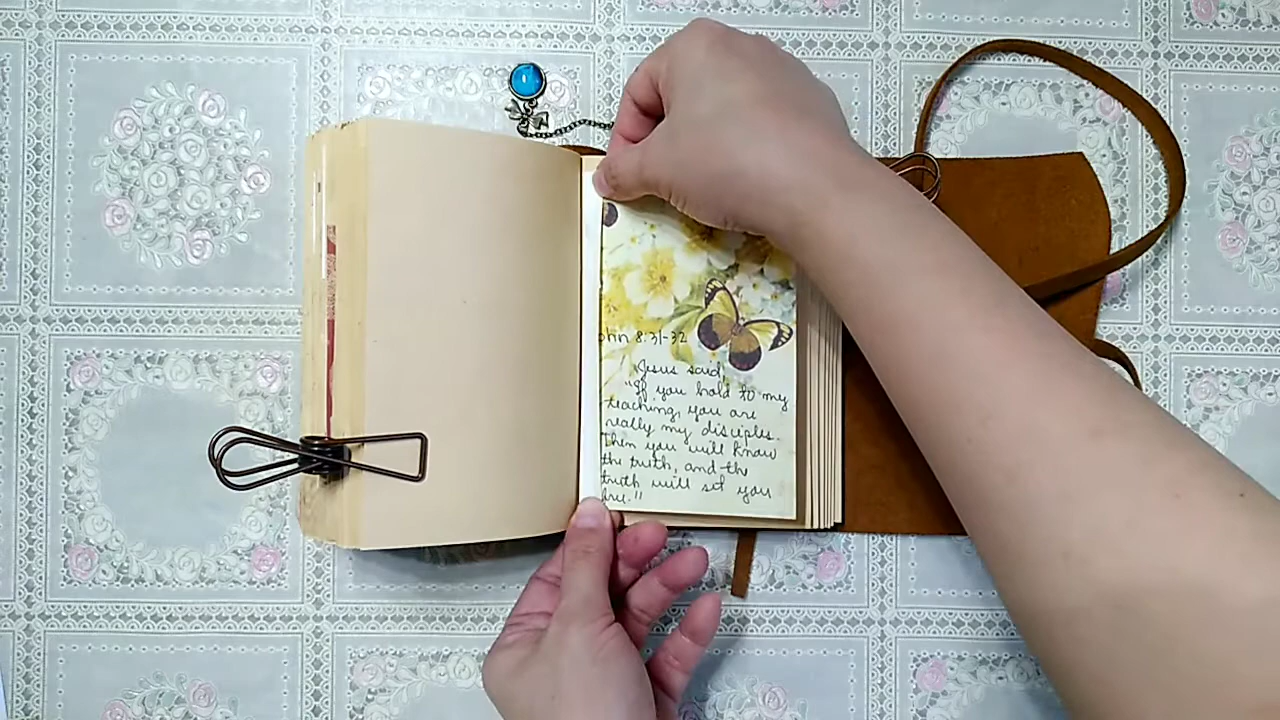 ohn 8:31-32
Jesus said,
"If you hold to my
teaching, you are
really my disciples.
Then you will know
the truth, and the
truth will set you
free."